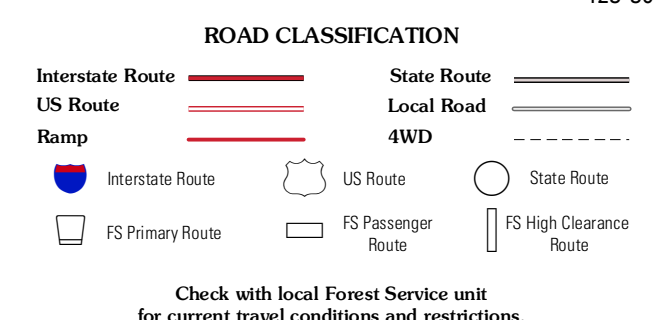 ROAD CLASSIFICATION
Interstate Route State Route
US Route Local Road
Ramp 4WD
Interstate Route US Route State Route
FS Primary Route FS Passenger Route FS High Clearance Route
Check with local Forest Service unit
for current travel conditions and restrictions.